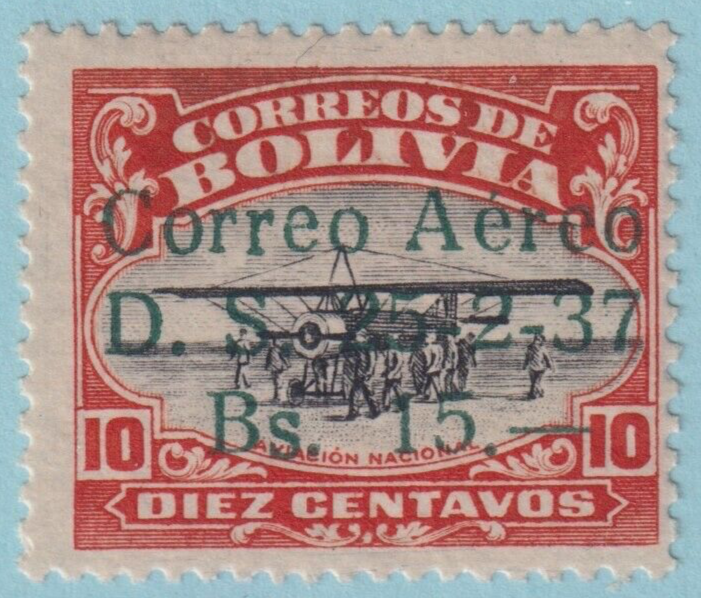 CORREOS DE
BOLIVIA
Correo Aéreo
D. S. 25-2-37
Bs. 15.—
AVIACIÓN NACIONAL
10 10
DIEZ CENTAVOS